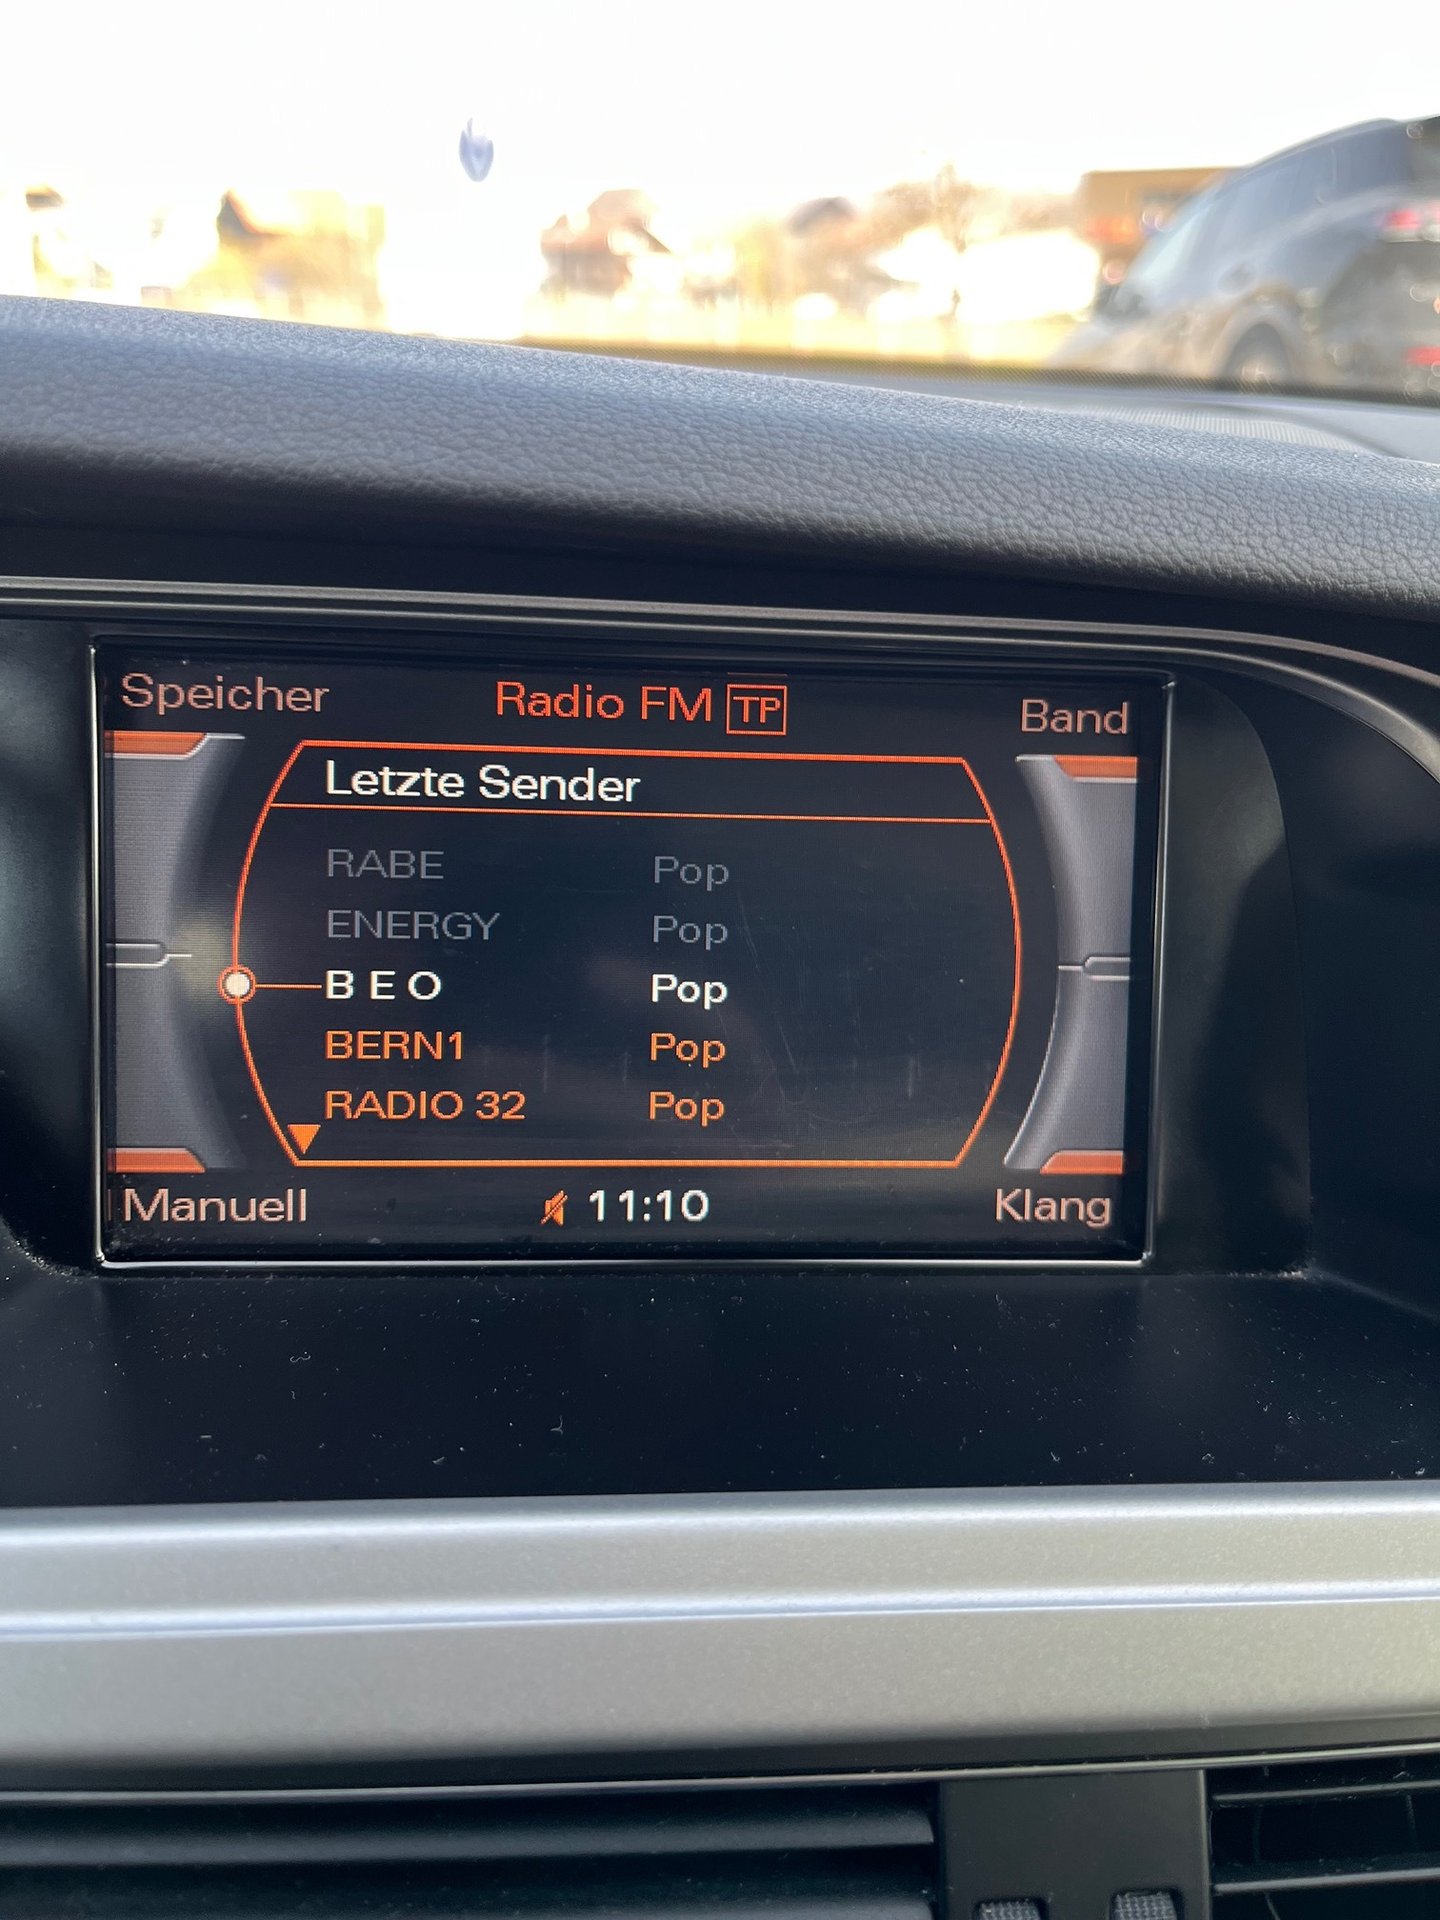 Speicher
Radio FM TP
Band
Letzte Sender
RABE Pop
ENERGY Pop
B E O Pop
BERN1 Pop
RADIO 32 Pop
Manuell
11:10
Klang